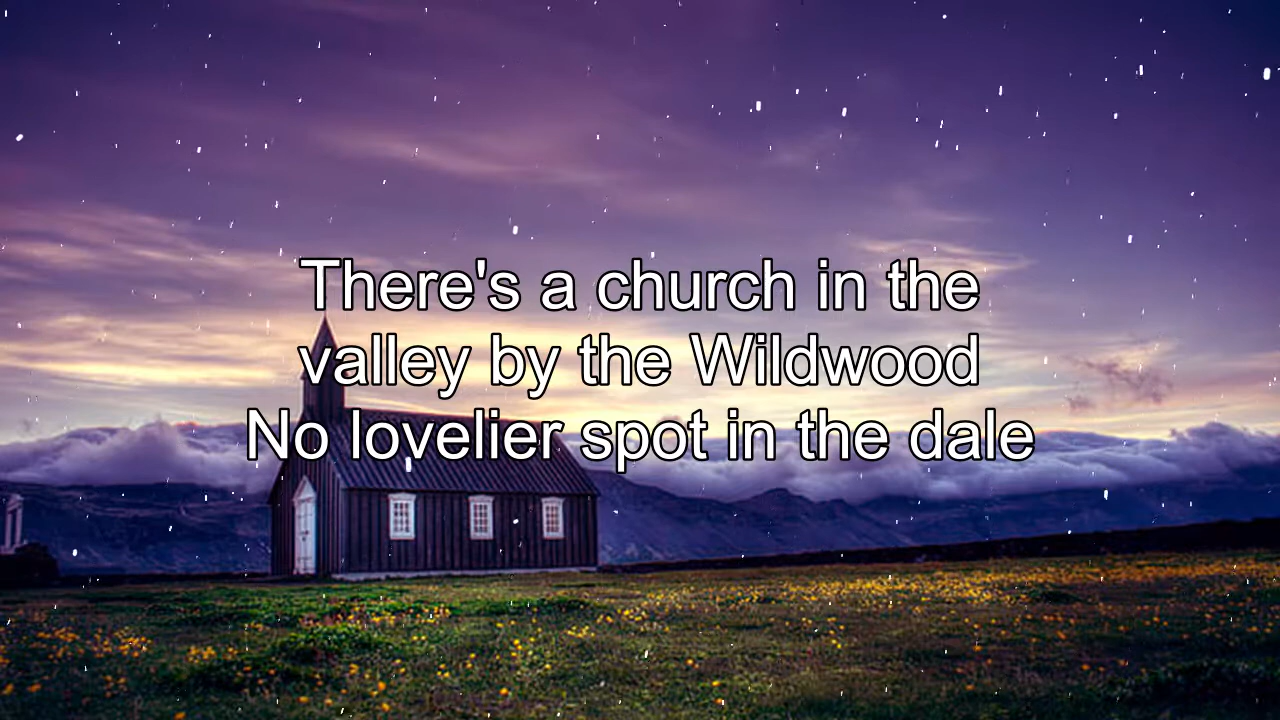 There's a church in the
valley by the Wildwood
No lovelier spot in the dale